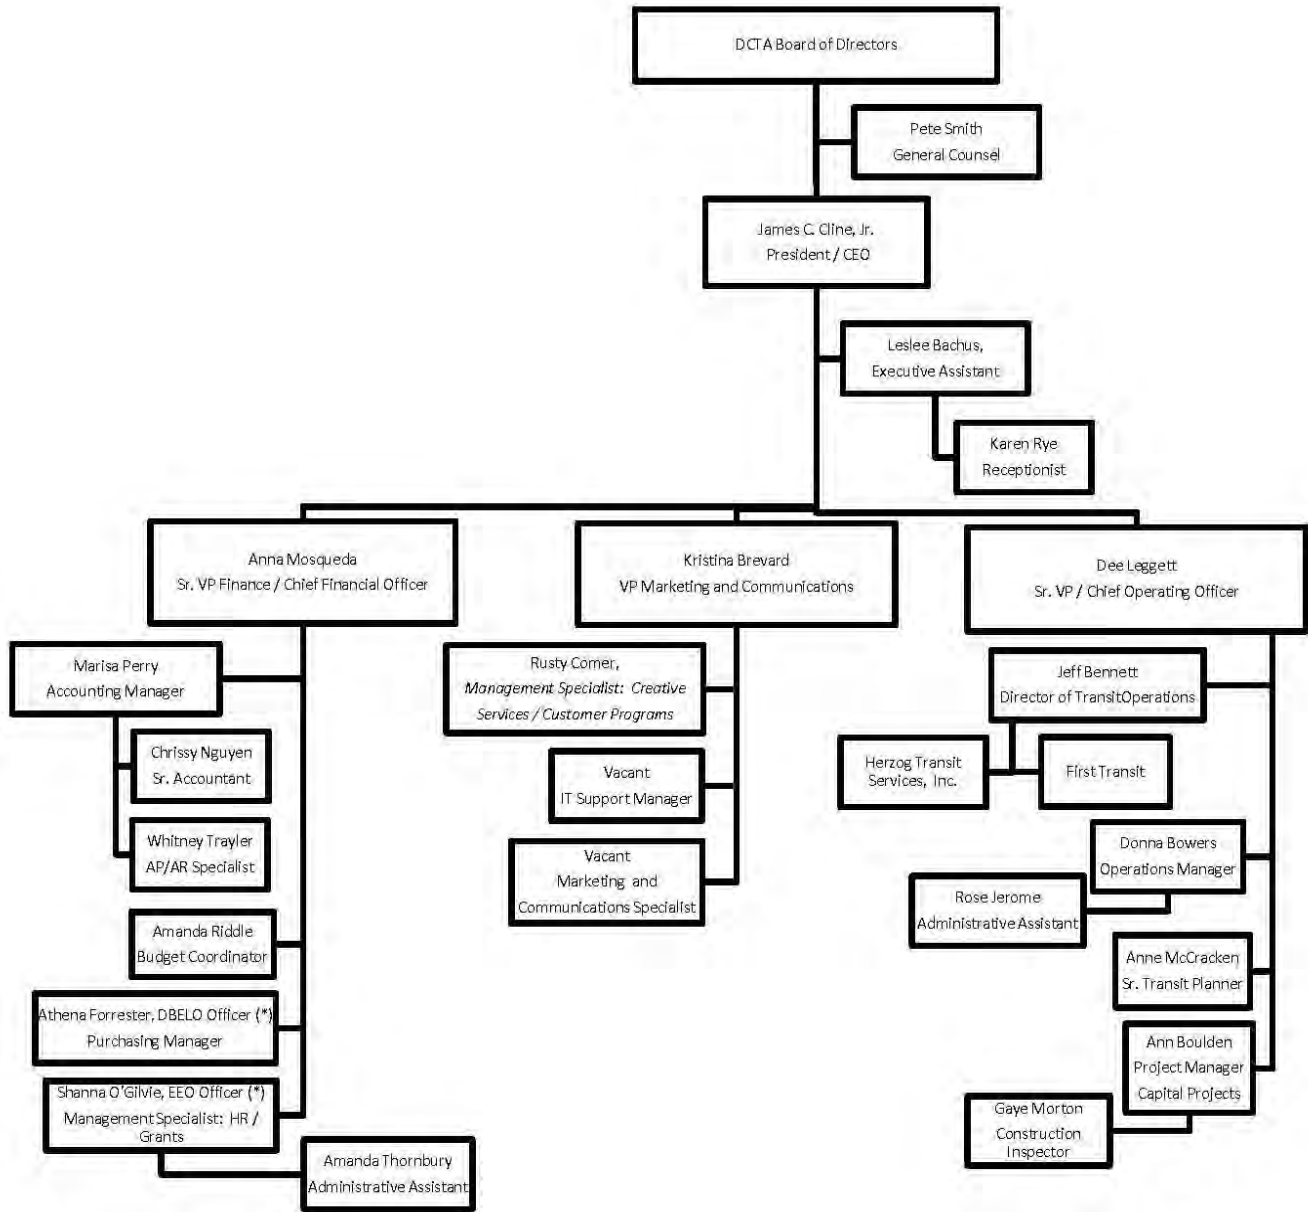 DCTA Board of Directors
Pete Smith
General Counsel
James C. Cline, Jr.
President / CEO
Leslee Bachus,
Executive Assistant
Karen Rye
Receptionist
Anna Mosqueda
Sr. VP Finance / Chief Financial Officer
Kristina Brevard
VP Marketing and Communications
Dee Leggett
Sr. VP / Chief Operating Officer
Marisa Perry
Accounting Manager
Chrissy Nguyen
Sr. Accountant
Whitney Trayler
AP/AR Specialist
Amanda Riddle
Budget Coordinator
Athena Forrester, DBELO Officer (*)
Purchasing Manager
Shanna O'Gilvie, EEO Officer (*)
Management Specialist: HR /
Grants
Amanda Thornbury
Administrative Assistant
Rusty Comer,
Management Specialist: Creative
Services / Customer Programs
Vacant
IT Support Manager
Vacant
Marketing and
Communications Specialist
Jeff Bennett
Director of TransitOperations
Herzog Transit
Services, Inc.
First Transit
Donna Bowers
Operations Manager
Rose Jerome
Administrative Assistant
Anne McCracken
Sr. Transit Planner
Ann Boulden
Project Manager
Capital Projects
Gaye Morton
Construction
Inspector